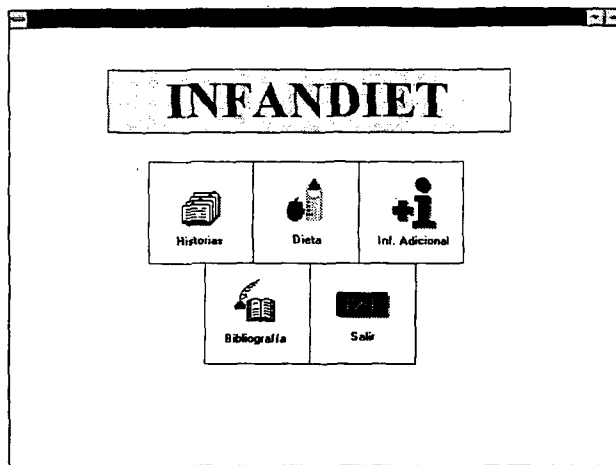 INFANDIET
Historias
Dieta
+i
Inf. Adicional
Bibliografía
Salir